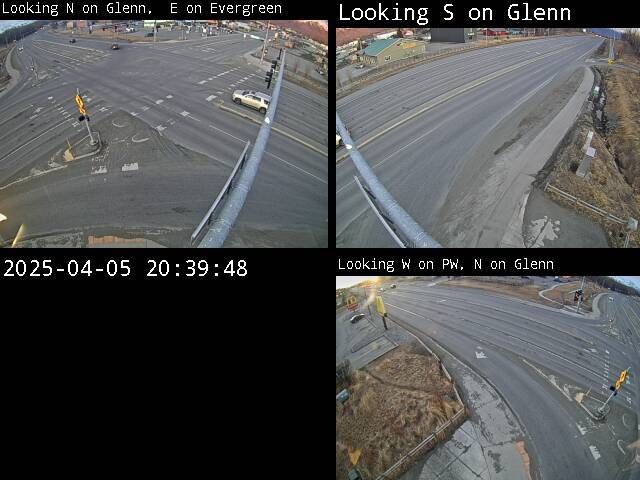 Looking N on Glenn,  E on Evergreen
Looking S on Glenn
2025-04-05 20:39:48
Looking W on PW, N on Glenn